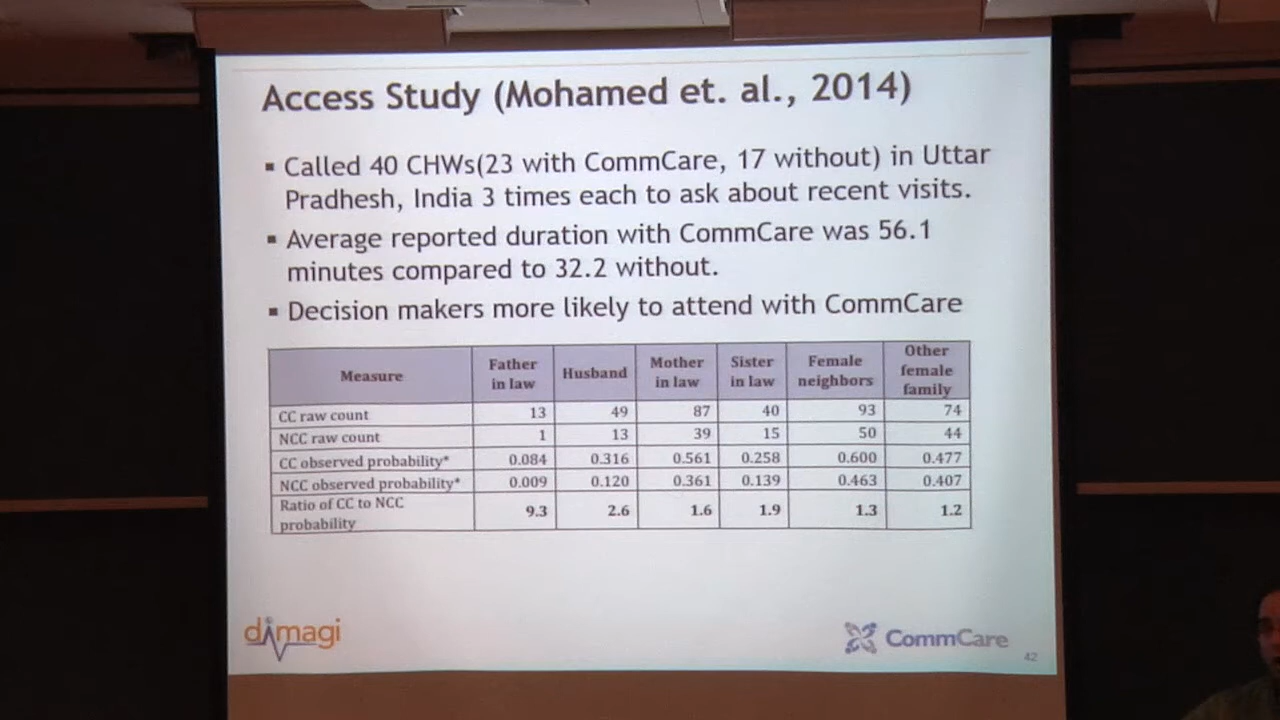 Access Study (Mohamed et. al., 2014)
▪ Called 40 CHWs(23 with CommCare, 17 without) in Uttar
Pradhesh, India 3 times each to ask about recent visits.
▪ Average reported duration with CommCare was 56.1
minutes compared to 32.2 without.
▪ Decision makers more likely to attend with CommCare
Measure Father in law Husband Mother in law Sister in law Female neighbors Other female family
CC raw count 13 49 87 40 93 74
NCC raw count 1 13 39 15 50 44
CC observed probability* 0.084 0.316 0.561 0.258 0.600 0.477
NCC observed probability* 0.009 0.120 0.361 0.139 0.463 0.407
Ratio of CC to NCC probability 9.3 2.6 1.6 1.9 1.3 1.2
dimagi
CommCare
42